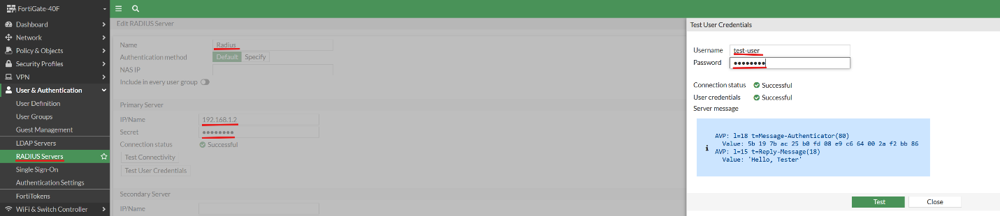 FortiGate-40F
Dashboard
Network
Policy & Objects
Security Profiles
VPN
User & Authentication
User Definition
User Groups
Guest Management
LDAP Servers
RADIUS Servers
Single Sign-On
Authentication Settings
FortiTokens
WiFi & Switch Controller
Edit RADIUS Server
Name Radius
Authentication method Default Specify
NAS IP
Include in every user group
Primary Server
IP/Name 192.168.1.2
Secret ●●●●●●●●
Connection status Successful
Test Connectivity
Test User Credentials
Secondary Server
IP/Name
Test User Credentials
Username test-user
Password ●●●●●●●●
Connection status Successful
User credentials Successful
Server message
AVP: l=18 t=Message-Authenticator(80)
Value: 5b 19 7b ac 25 b0 fd 08 e9 c6 64 00 2a f2 bb 86
AVP: l=15 t=Reply-Message(18)
Value: 'Hello, Tester'
Test Close